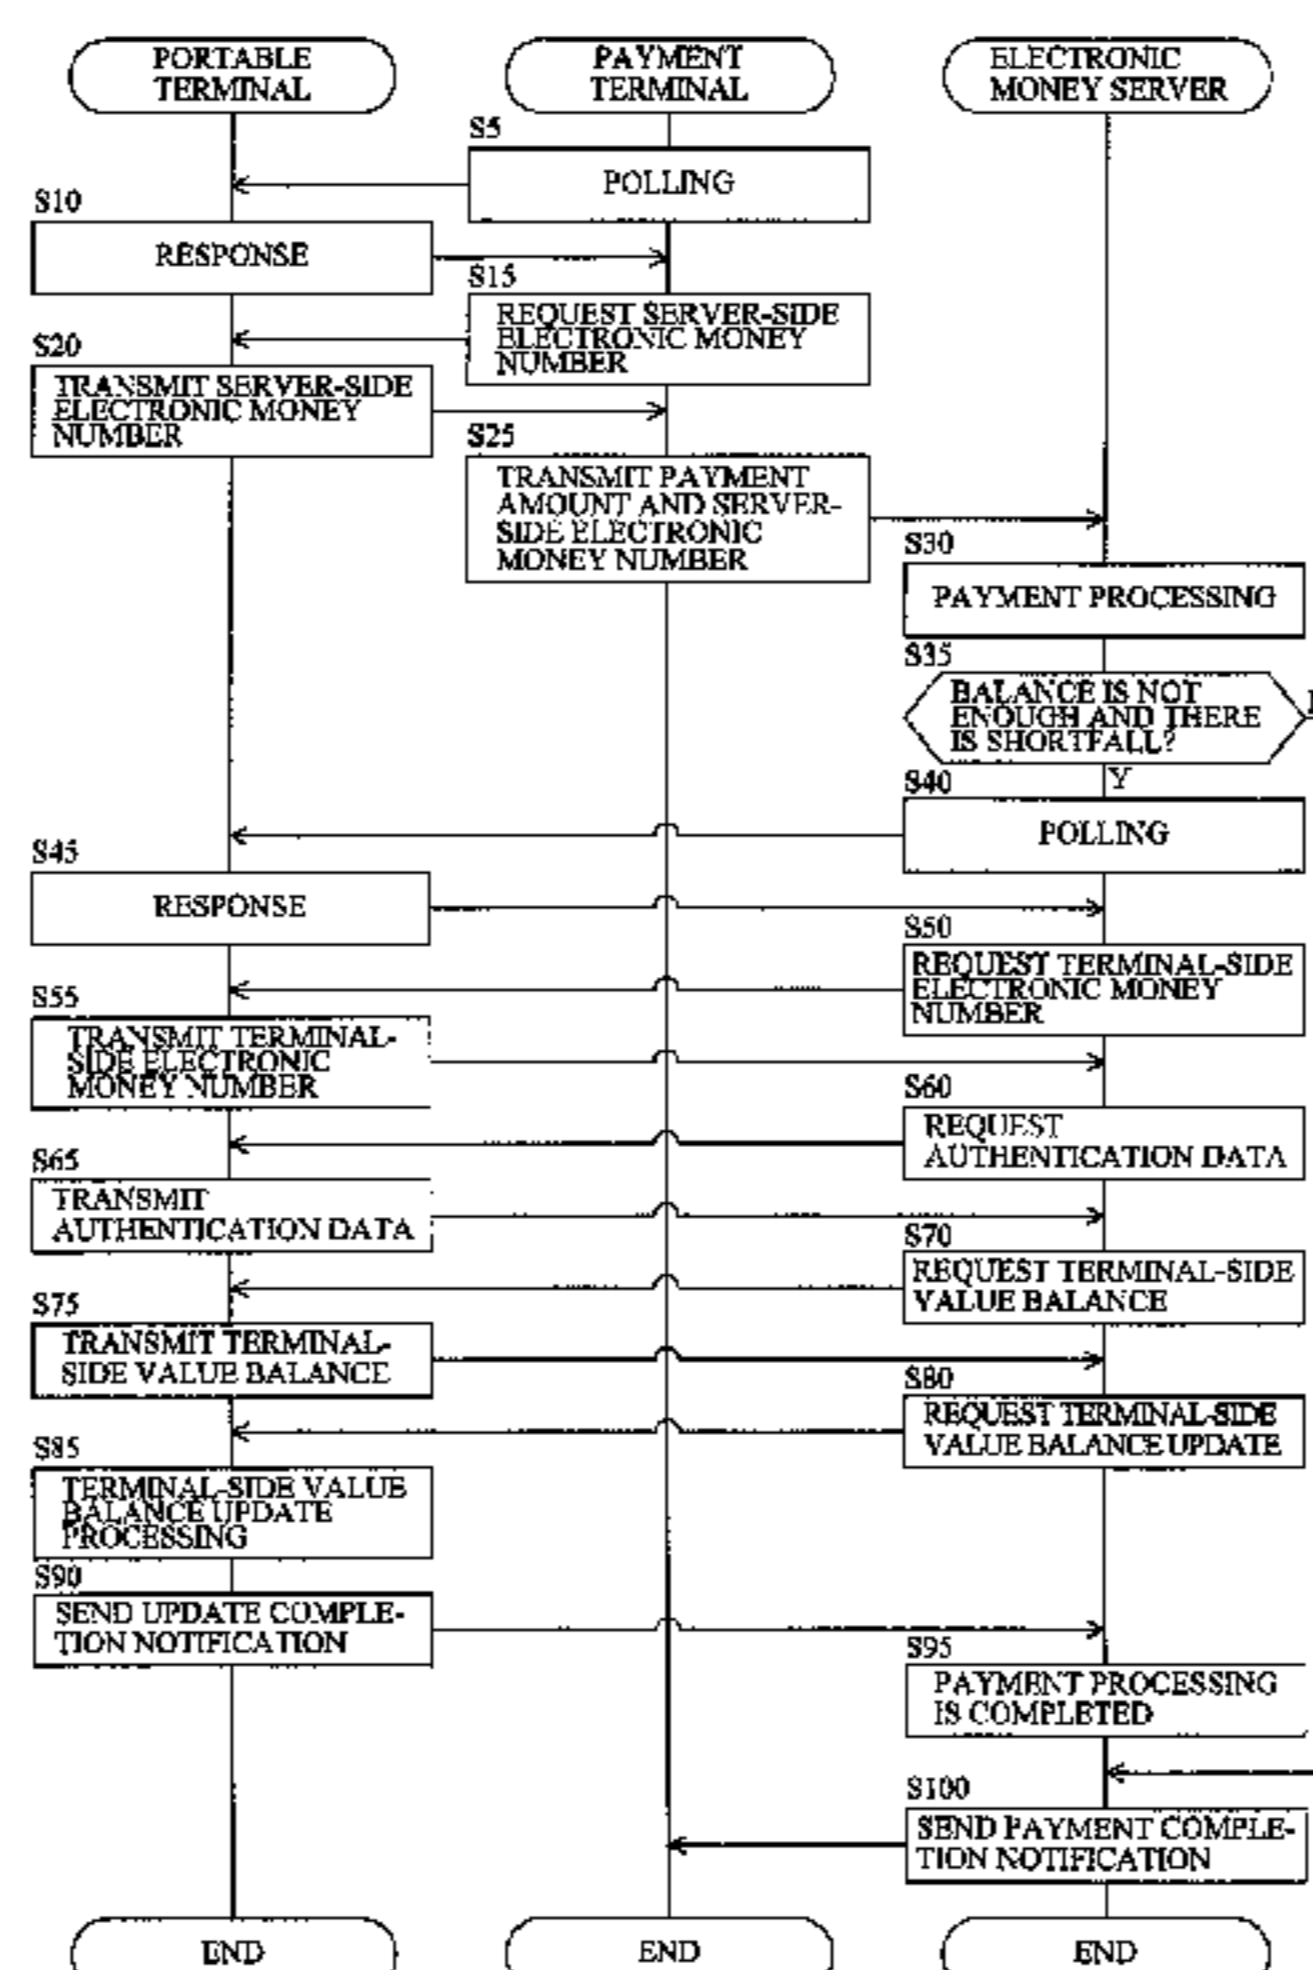 PORTABLE
TERMINAL
PAYMENT
TERMINAL
ELECTRONIC
MONEY SERVER
S5
POLLING
S10
RESPONSE
S15
REQUEST SERVER-SIDE
ELECTRONIC MONEY
NUMBER
S20
TRANSMIT SERVER-SIDE
ELECTRONIC MONEY
NUMBER
S25
TRANSMIT PAYMENT
AMOUNT AND SERVER-
SIDE ELECTRONIC
MONEY NUMBER
S30
PAYMENT PROCESSING
S35
BALANCE IS NOT
ENOUGH AND THERE
IS SHORTFALL?
Y
S40
POLLING
S45
RESPONSE
S50
REQUEST TERMINAL-SIDE
ELECTRONIC MONEY
NUMBER
S55
TRANSMIT TERMINAL-
SIDE ELECTRONIC
MONEY NUMBER
S60
REQUEST
AUTHENTICATION DATA
S65
TRANSMIT
AUTHENTICATION DATA
S70
REQUEST TERMINAL-SIDE
VALUE BALANCE
S75
TRANSMIT TERMINAL-
SIDE VALUE BALANCE
S80
REQUEST TERMINAL-SIDE
VALUE BALANCE UPDATE
S85
TERMINAL-SIDE VALUE
BALANCE UPDATE
PROCESSING
S90
SEND UPDATE COMPLE-
TION NOTIFICATION
S95
PAYMENT PROCESSING
IS COMPLETED
S100
SEND PAYMENT COMPLE-
TION NOTIFICATION
END
END
END